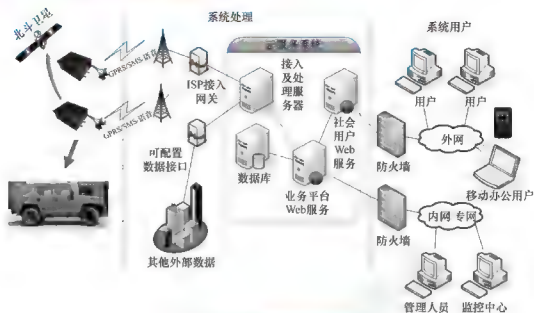 系统处理
系统用户
GPRS/SMS-语音
GPRS/SMS-语音
ISP接入
网关
可配置
数据接口
其他外部数据
接入
及处
理服
务器
数据库
社会
用户
Web
服务
业务平台
Web服务
防火墙
防火墙
用户
用户
外网
移动办公用户
内网 专网
管理人员
监控中心